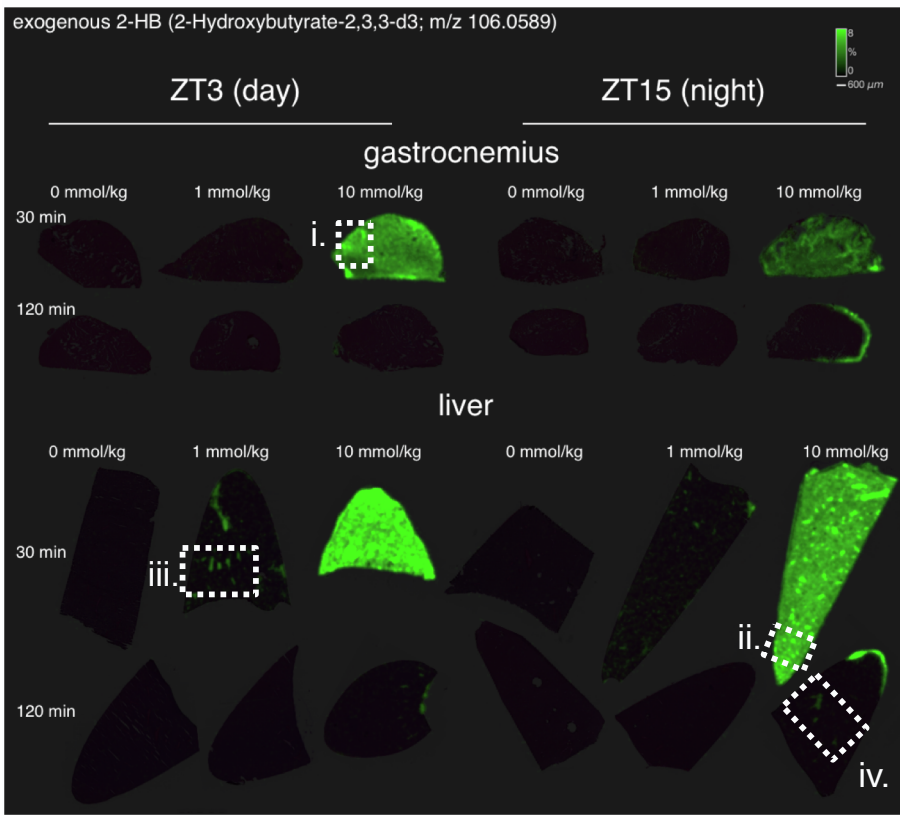 exogenous 2-HB (2-Hydroxybutyrate-2,3,3-d3; m/z 106.0589)
8
%
0
600 µm
ZT3 (day)
ZT15 (night)
gastrocnemius
0 mmol/kg
1 mmol/kg
10 mmol/kg
0 mmol/kg
1 mmol/kg
10 mmol/kg
30 min
i.
120 min
liver
0 mmol/kg
1 mmol/kg
10 mmol/kg
0 mmol/kg
1 mmol/kg
10 mmol/kg
30 min
iii.
ii.
120 min
iv.